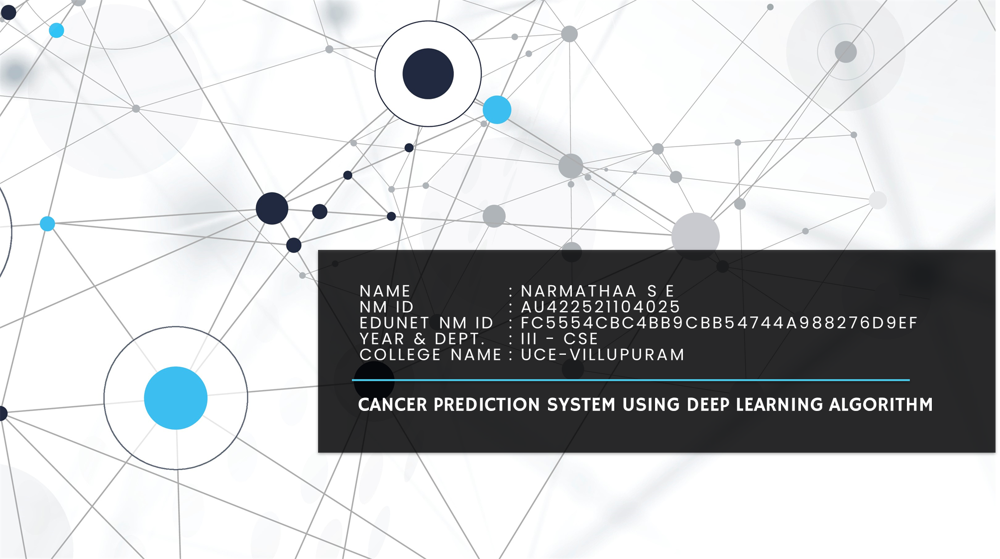 NAME : NARMATHAA S E
NM ID : AU422521104025
EDUNET NM ID : FC5554CBC4BB9CBB54744A988276D9EF
YEAR & DEPT. : III - CSE
COLLEGE NAME : UCE-VILLUPURAM
CANCER PREDICTION SYSTEM USING DEEP LEARNING ALGORITHM